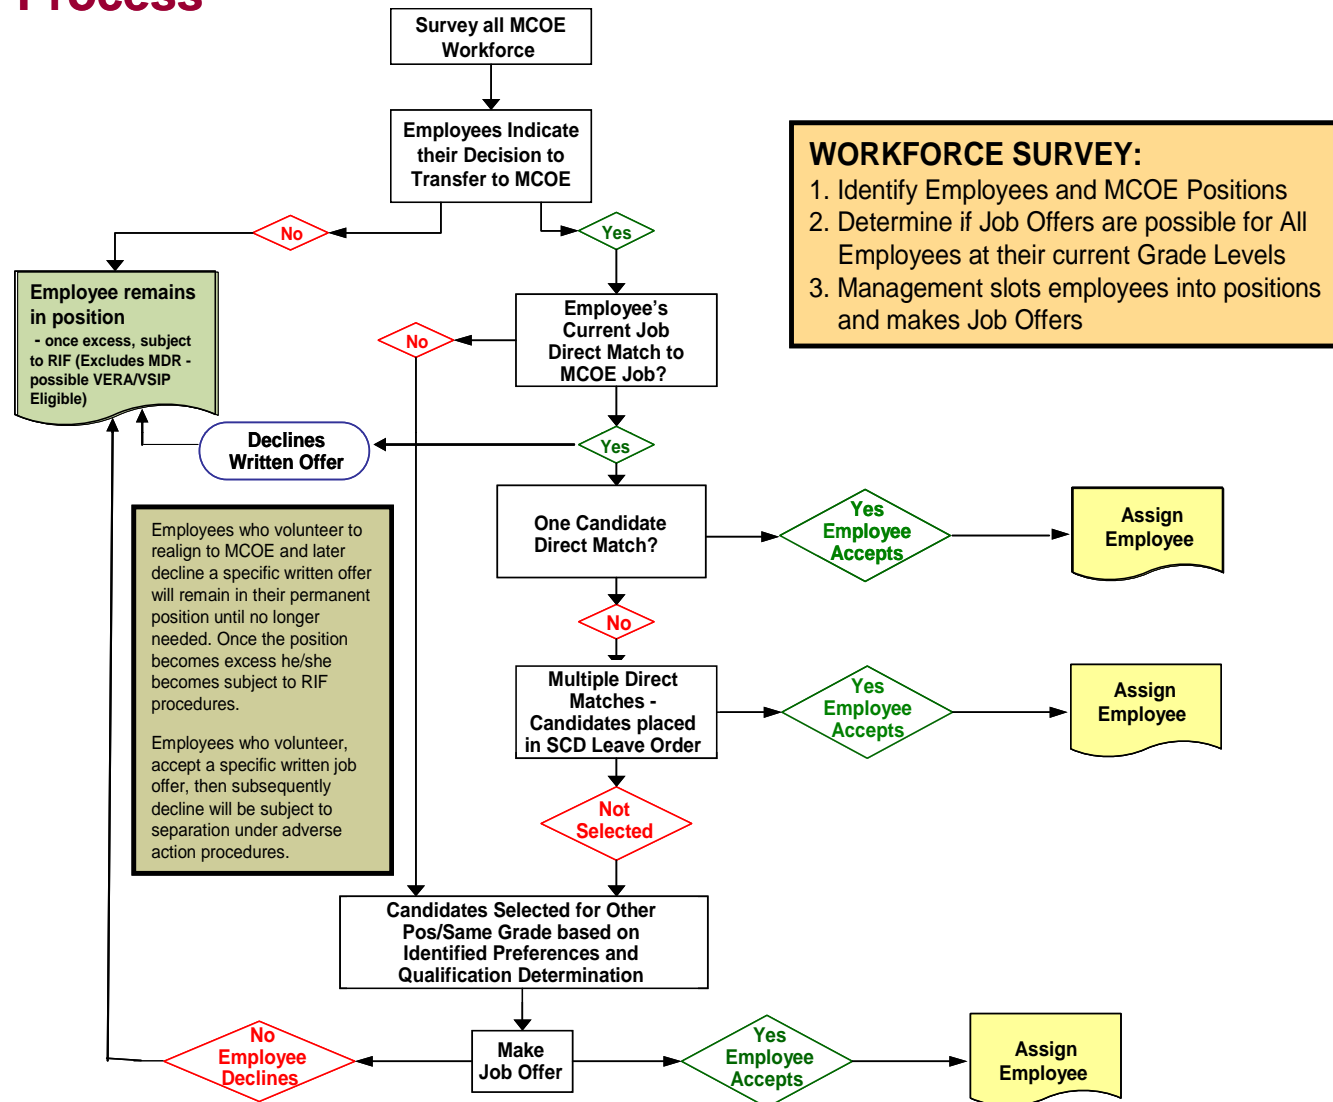 Process
Survey all MCOE
Workforce
Employees Indicate
their Decision to
Transfer to MCOE
WORKFORCE SURVEY:
1. Identify Employees and MCOE Positions
2. Determine if Job Offers are possible for All
Employees at their current Grade Levels
3. Management slots employees into positions
and makes Job Offers
No
Yes
Employee remains
in position
- once excess, subject
to RIF (Excludes MDR -
possible VERA/VSIP
Eligible)
Employee's
Current Job
Direct Match to
MCOE Job?
No
Yes
Declines
Written Offer
One Candidate
Direct Match?
Yes
Employee
Accepts
Assign
Employee
Employees who volunteer to
realign to MCOE and later
decline a specific written offer
will remain in their permanent
position until no longer
needed. Once the position
becomes excess he/she
becomes subject to RIF
procedures.
Employees who volunteer,
accept a specific written job
offer, then subsequently
decline will be subject to
separation under adverse
action procedures.
No
Multiple Direct
Matches -
Candidates placed
in SCD Leave Order
Yes
Employee
Accepts
Assign
Employee
Not
Selected
Candidates Selected for Other
Pos/Same Grade based on
Identified Preferences and
Qualification Determination
No
Employee
Declines
Make
Job Offer
Yes
Employee
Accepts
Assign
Employee